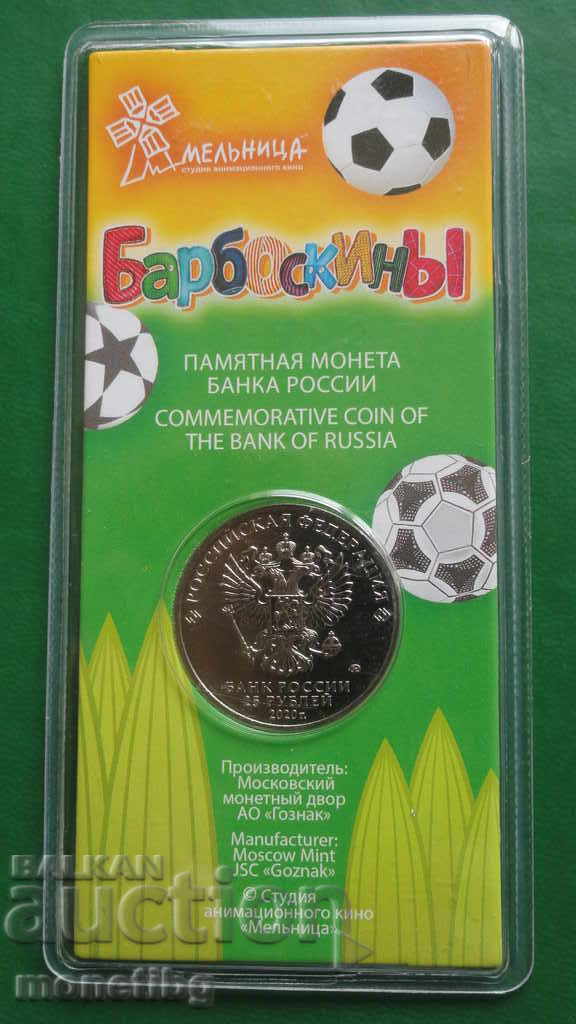 МЕЛЬНИЦА
студия анимационного кино
Барбоскины
ПАМЯТНАЯ МОНЕТА
БАНКА РОССИИ
COMMEMORATIVE COIN OF
THE BANK OF RUSSIA
РОССИЙСКАЯ ФЕДЕРАЦИЯ
БАНК РОССИИ
25 РУБЛЕЙ
2020 г.
Производитель:
Московский
монетный двор
АО «Гознак»
Manufacturer:
Moscow Mint
JSC «Goznak»
© Студия
анимационного кино
«Мельница»
BALKAN
auction
monetibg